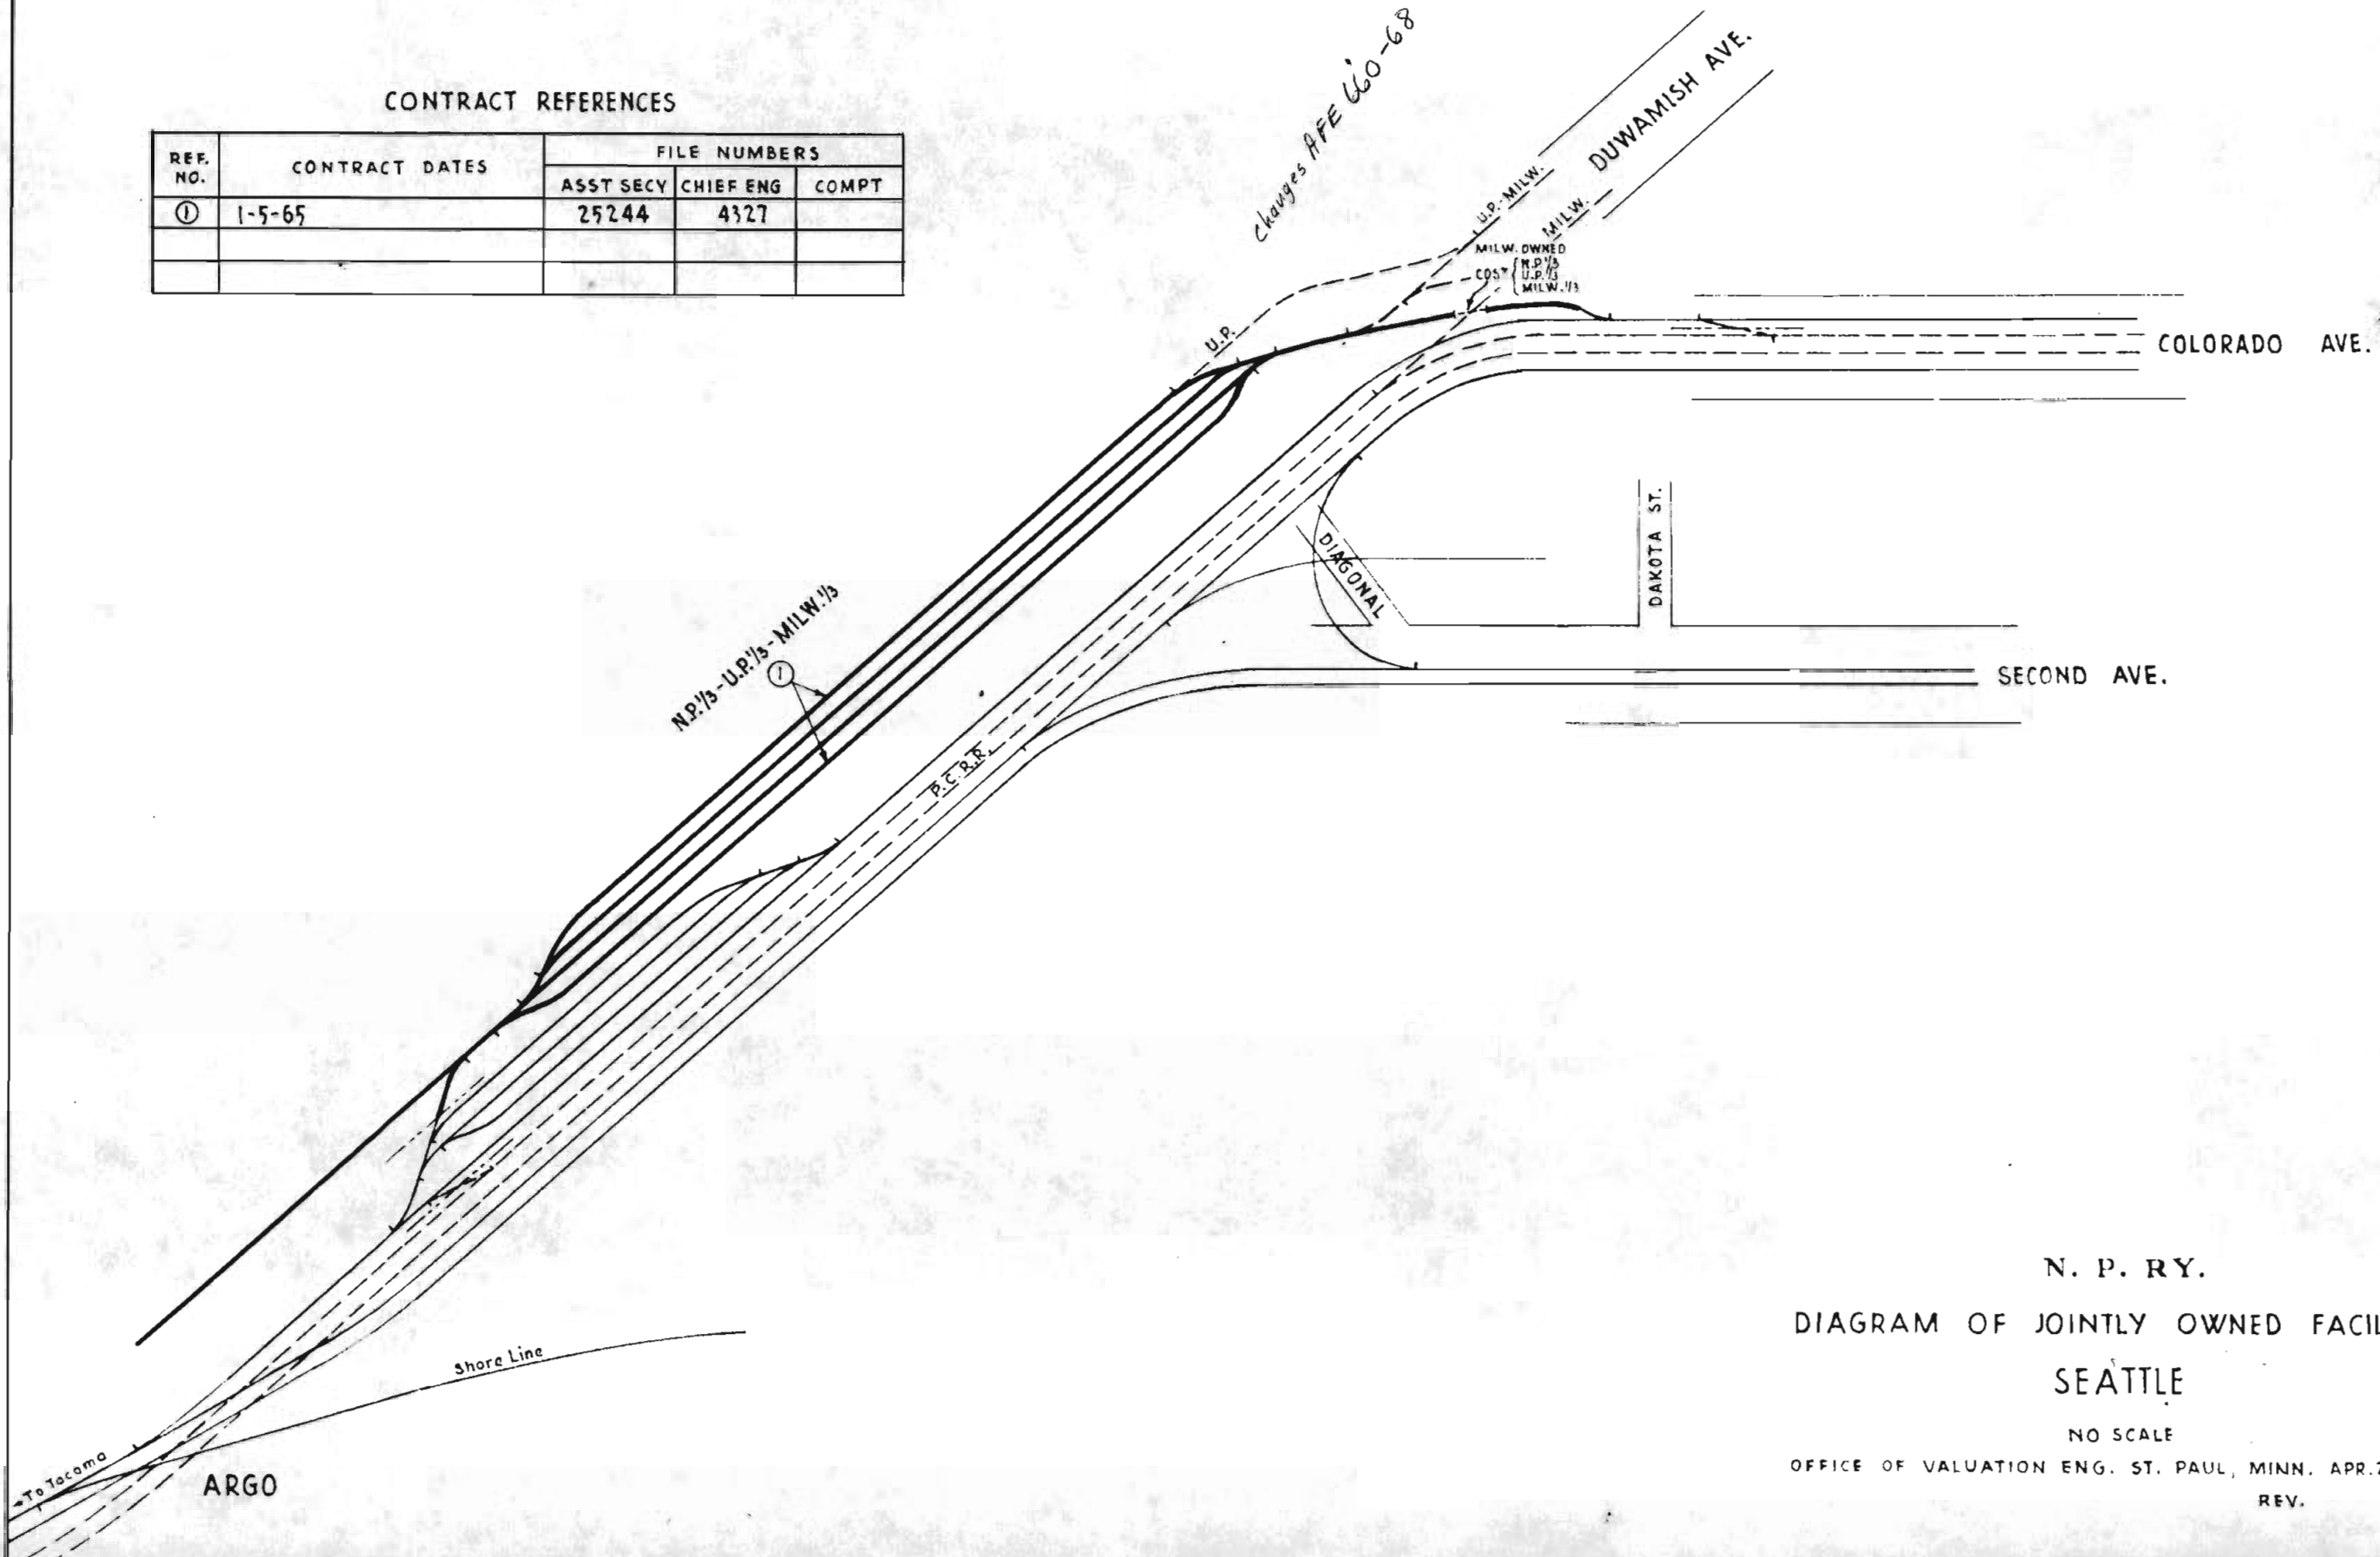 CONTRACT REFERENCES
REF. NO.
CONTRACT DATES
FILE NUMBERS
ASST SECY
CHIEF ENG
COMPT
① 1-5-65 25244 4327
Changes AFE 660-68
DUWAMISH AVE.
U.P.-MILW.
MILW.
MILW. OWNED
COST { N.P. 1/3
U.P. 1/3
MILW. 1/3
U.P.
COLORADO AVE.
DIAGONAL
DAKOTA ST.
SECOND AVE.
N.P. 1/3 - U.P. 1/3 - MILW. 1/3
①
P.C.R.R.
Shore Line
To Tacoma
ARGO
N. P. RY.
DIAGRAM OF JOINTLY OWNED FACIL
SEATTLE
NO SCALE
OFFICE OF VALUATION ENG. ST. PAUL, MINN. APR.
REV.